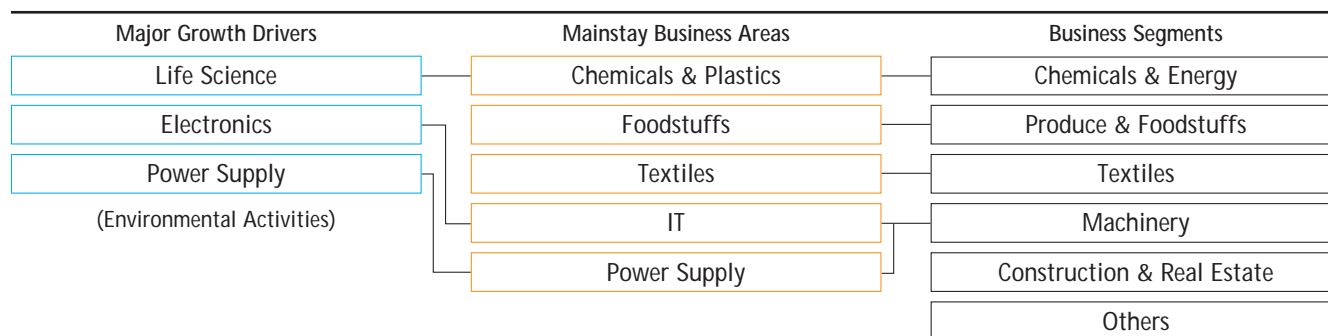 Major Growth Drivers
Mainstay Business Areas
Business Segments
Life Science
Chemicals & Plastics
Chemicals & Energy
Electronics
Foodstuffs
Produce & Foodstuffs
Power Supply
Textiles
Textiles
(Environmental Activities)
IT
Machinery
Power Supply
Construction & Real Estate
Others